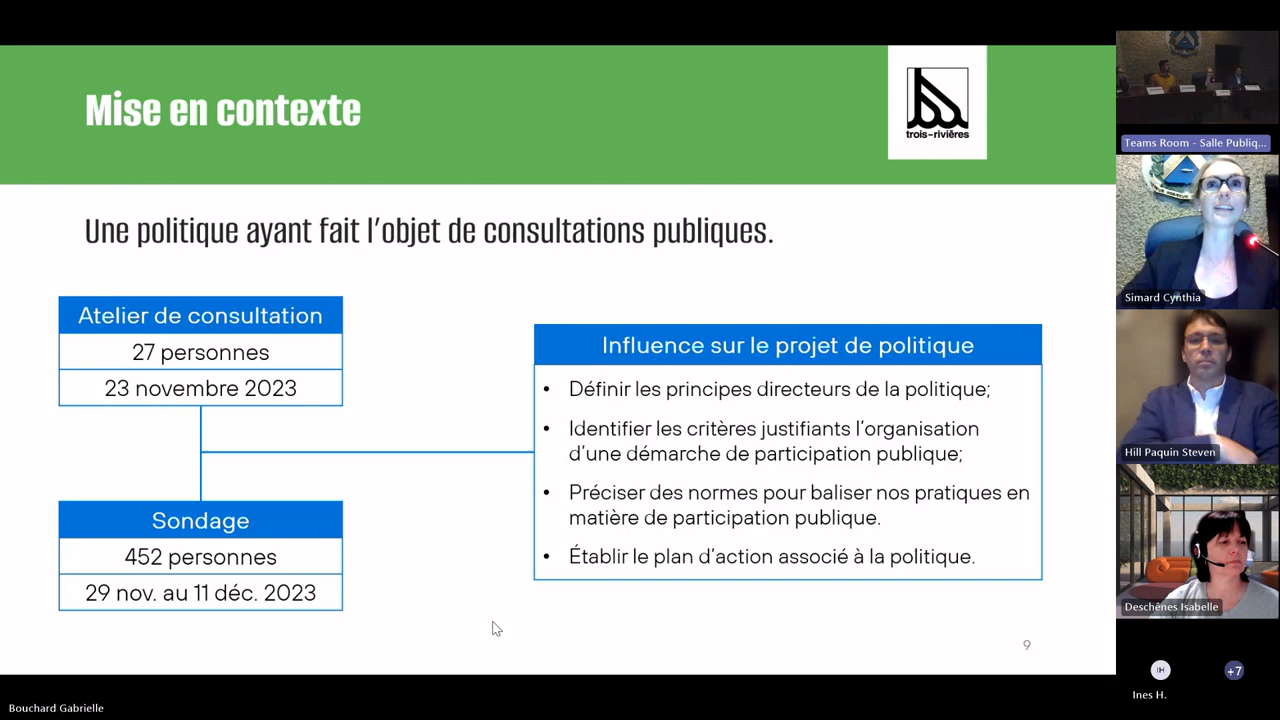 Mise en contexte
trois-rivières
Une politique ayant fait l'objet de consultations publiques.
Atelier de consultation
27 personnes
23 novembre 2023
Sondage
452 personnes
29 nov. au 11 déc. 2023
Influence sur le projet de politique
• Définir les principes directeurs de la politique;
• Identifier les critères justifiants l'organisation
d'une démarche de participation publique;
• Préciser des normes pour baliser nos pratiques en
matière de participation publique.
• Établir le plan d'action associé à la politique.
9
Bouchard Gabrielle
Teams Room - Salle Publiq...
Simard Cynthia
Hill Paquin Steven
Deschênes Isabelle
IH
+7
Ines H.